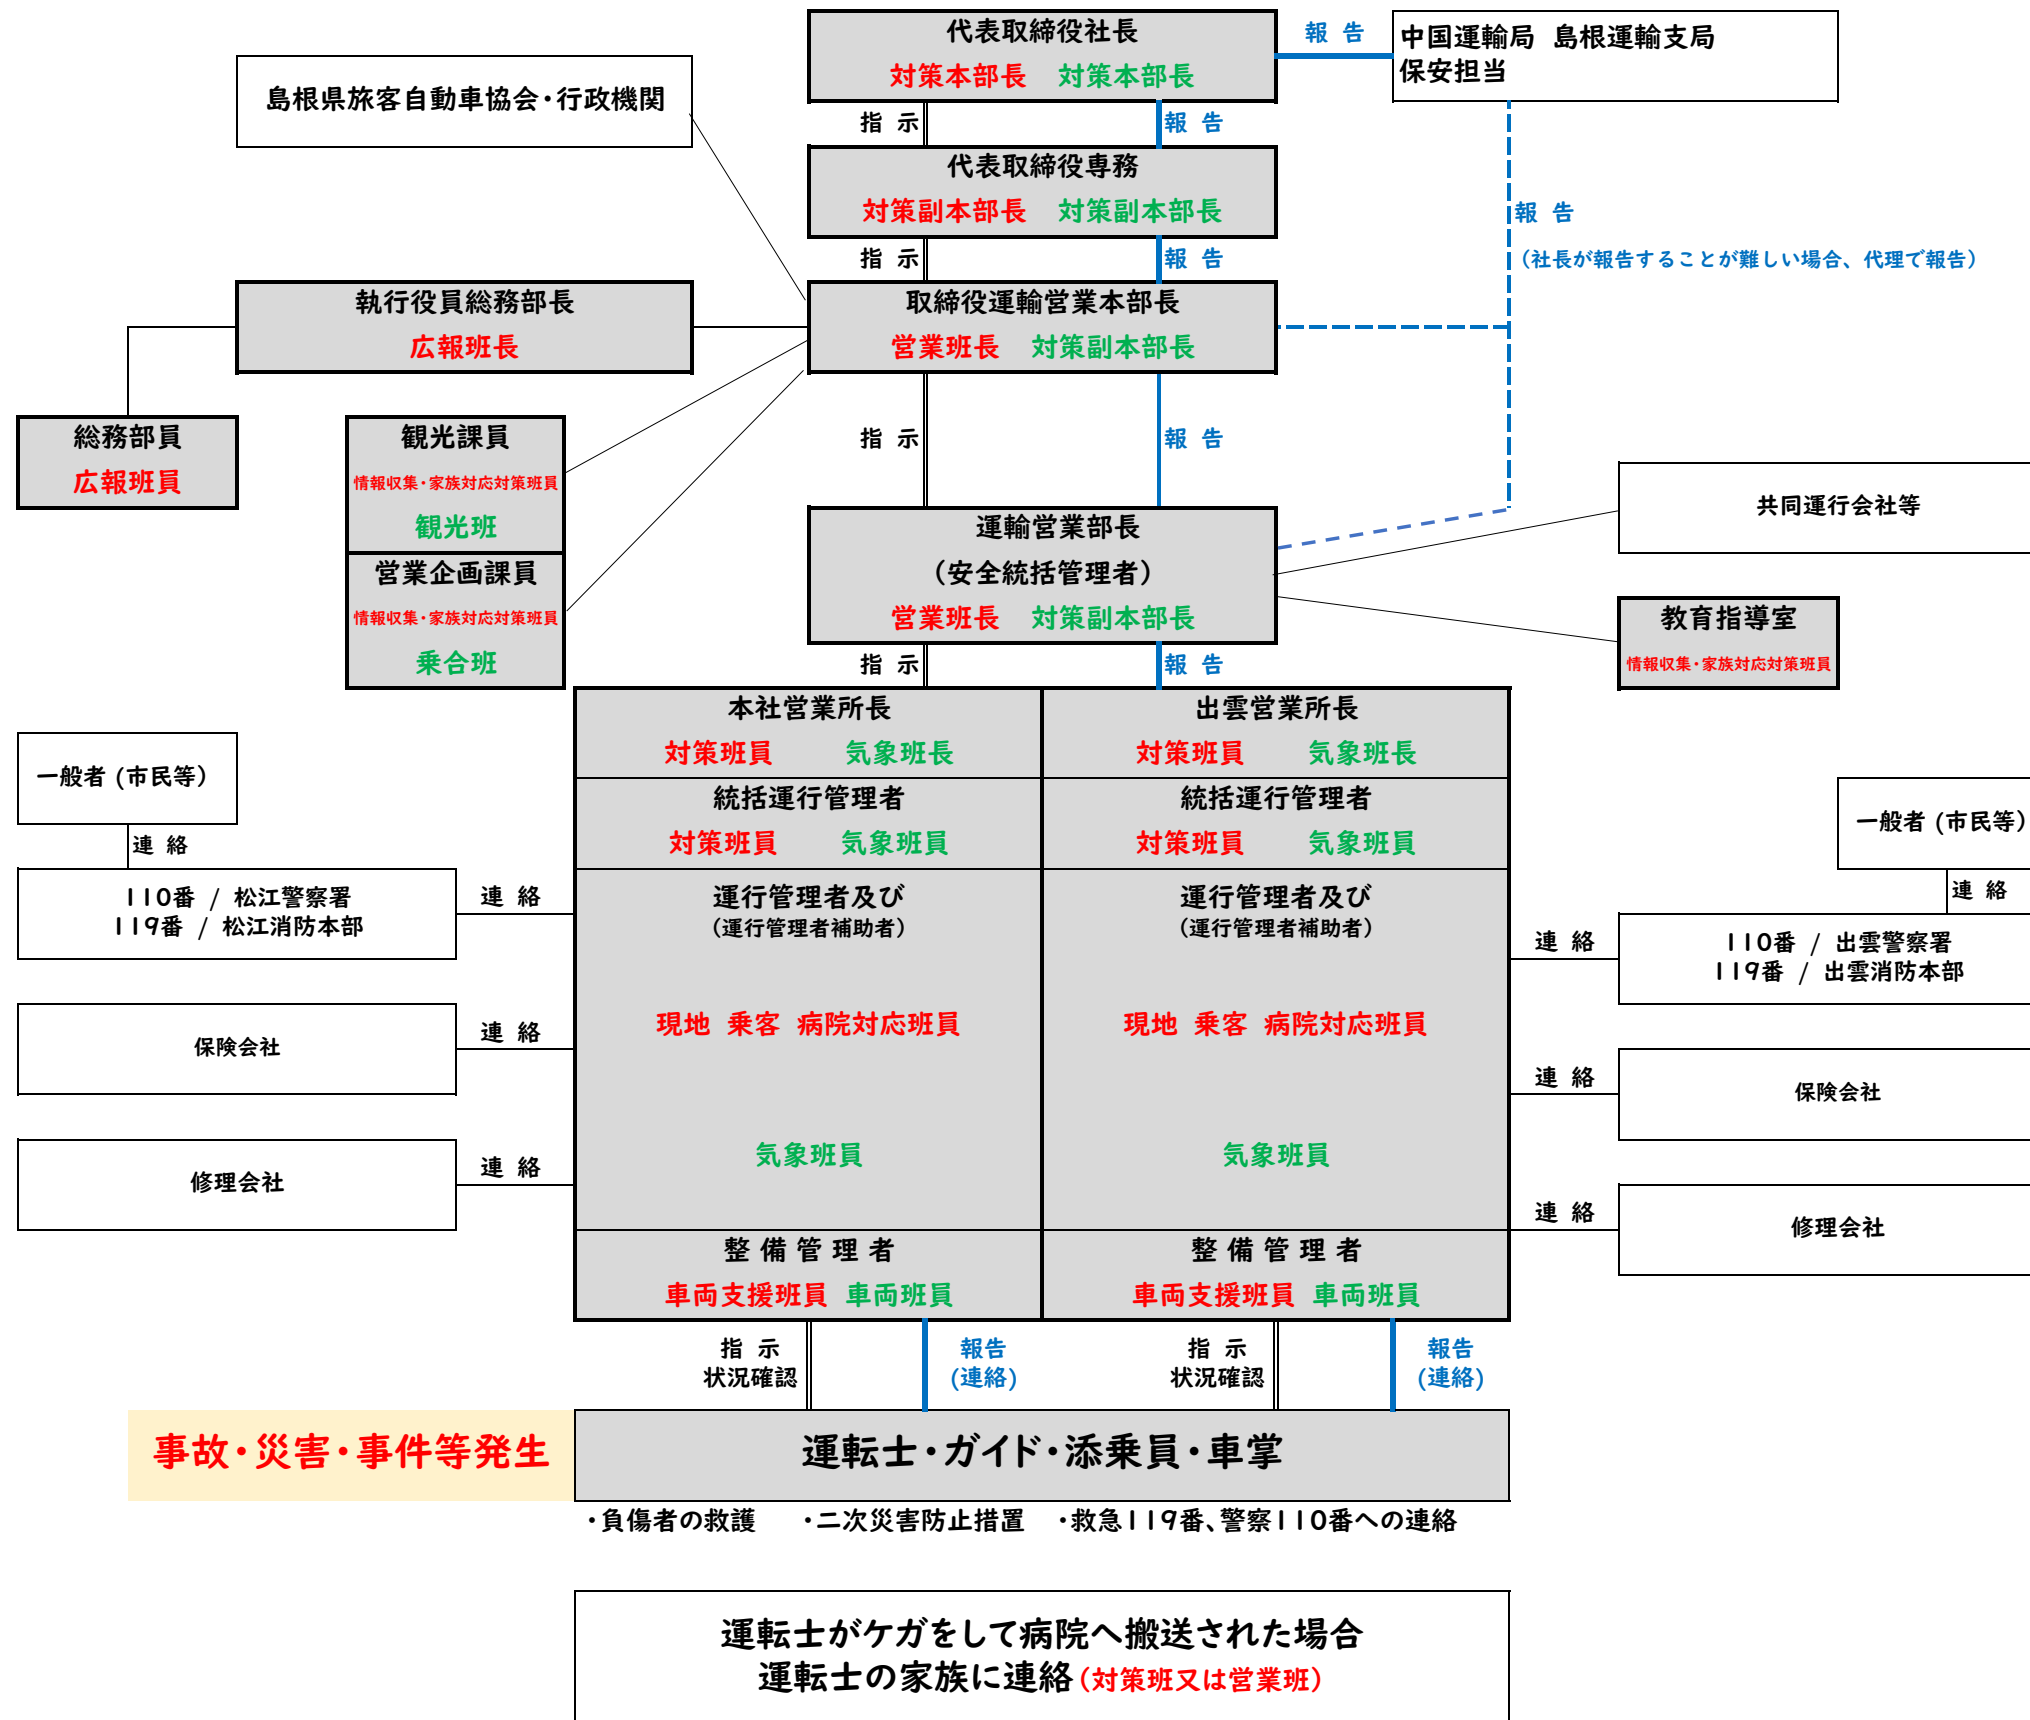 代表取締役社長
対策本部長 対策本部長
報 告
中国運輸局 島根運輸支局
保安担当
島根県旅客自動車協会・行政機関
指 示
報 告
代表取締役専務
対策副本部長 対策副本部長
報 告
(社長が報告することが難しい場合、代理で報告)
指 示
報 告
執行役員総務部長
広報班長
取締役運輸営業本部長
営業班長 対策副本部長
総務部員
広報班員
観光課員
情報収集・家族対応対策班員
観光班
指 示
報 告
共同運行会社等
運輸営業部長
(安全統括管理者)
営業班長 対策副本部長
営業企画課員
情報収集・家族対応対策班員
乗合班
教育指導室
情報収集・家族対応対策班員
指 示
報 告
本社営業所長
対策班員 気象班長
出雲営業所長
対策班員 気象班長
統括運行管理者
対策班員 気象班員
統括運行管理者
対策班員 気象班員
一般者(市民等)
連 絡
110番 / 松江警察署
119番 / 松江消防本部
連 絡
保険会社
連 絡
修理会社
連 絡
運行管理者及び
(運行管理者補助者)
現地 乗客 病院対応班員
気象班員
運行管理者及び
(運行管理者補助者)
現地 乗客 病院対応班員
気象班員
一般者(市民等)
連 絡
連 絡
110番 / 出雲警察署
119番 / 出雲消防本部
連 絡
保険会社
連 絡
修理会社
整備管理者
車両支援班員 車両班員
整備管理者
車両支援班員 車両班員
指 示
状況確認
報告
(連絡)
指 示
状況確認
報告
(連絡)
事故・災害・事件等発生
運転士・ガイド・添乗員・車掌
・負傷者の救護 ・二次災害防止措置 ・救急119番、警察110番への連絡
運転士がケガをして病院へ搬送された場合
運転士の家族に連絡(対策班又は営業班)